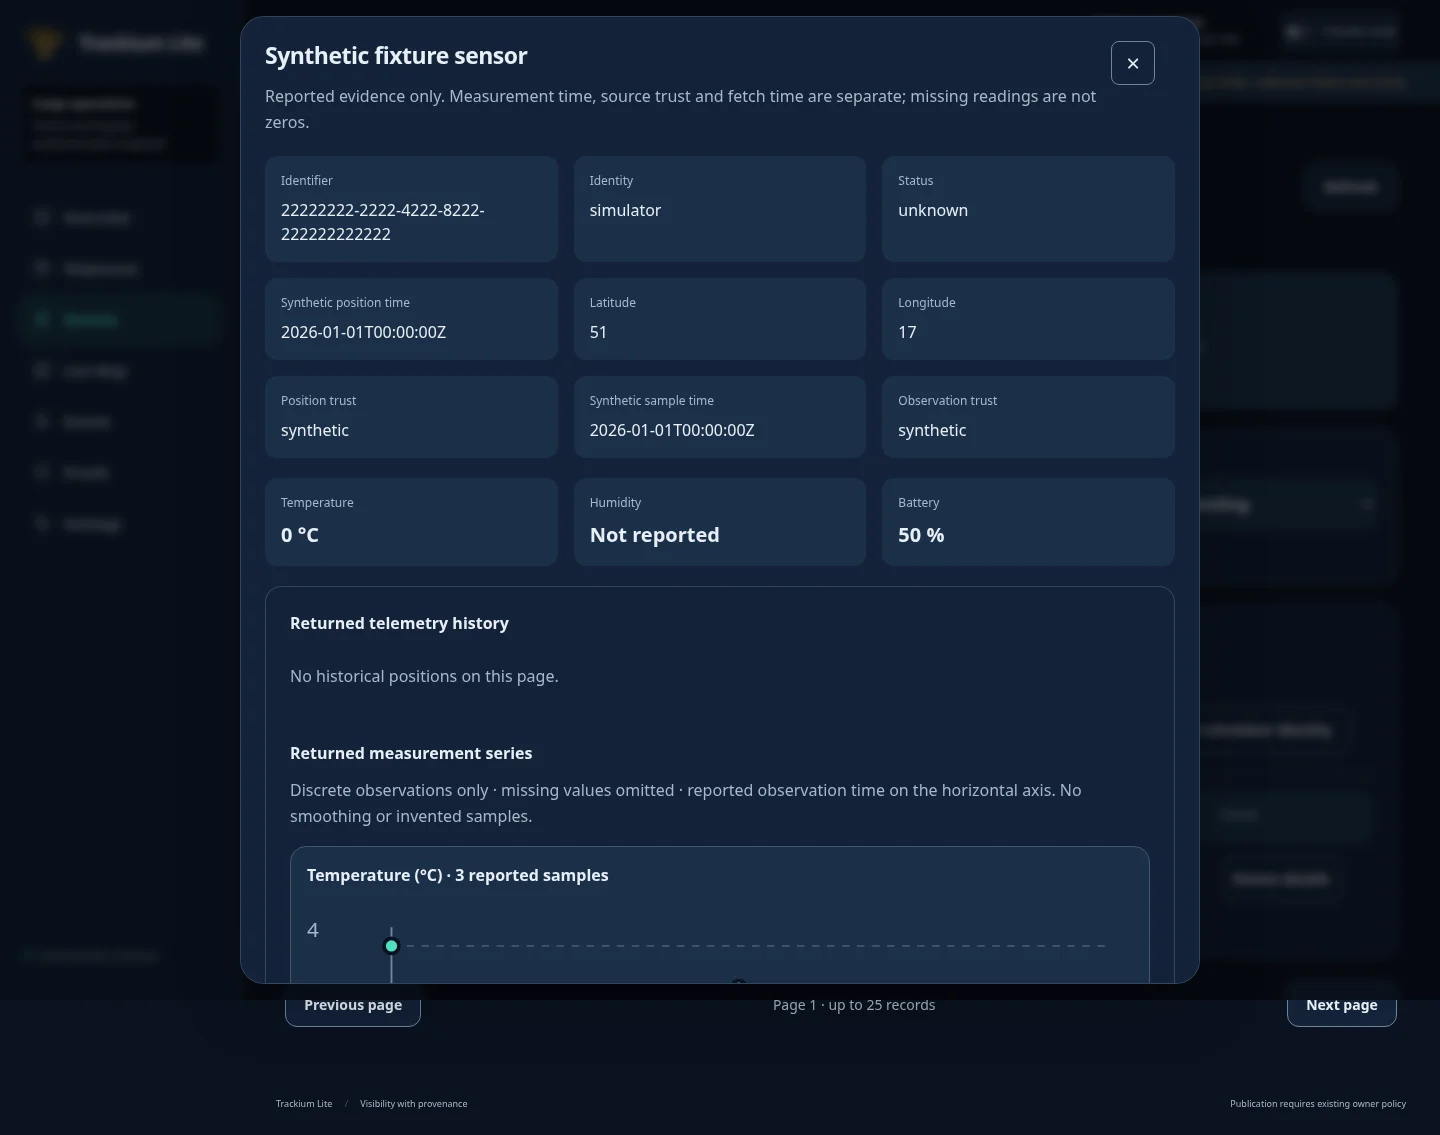 Synthetic fixture sensor
Reported evidence only. Measurement time, source trust and fetch time are separate; missing readings are not
zeros.
Identifier
22222222-2222-4222-8222-
222222222222
Identity
simulator
Status
unknown
Synthetic position time
2026-01-01T00:00:00Z
Latitude
51
Longitude
17
Position trust
synthetic
Synthetic sample time
2026-01-01T00:00:00Z
Observation trust
synthetic
Temperature
0 °C
Humidity
Not reported
Battery
50 %
Returned telemetry history
No historical positions on this page.
Returned measurement series
Discrete observations only · missing values omitted · reported observation time on the horizontal axis. No
smoothing or invented samples.
Temperature (°C) · 3 reported samples
4
Previous page
Page 1 · up to 25 records
Next page
Trackium Lite / Visibility with provenance
Publication requires existing owner policy